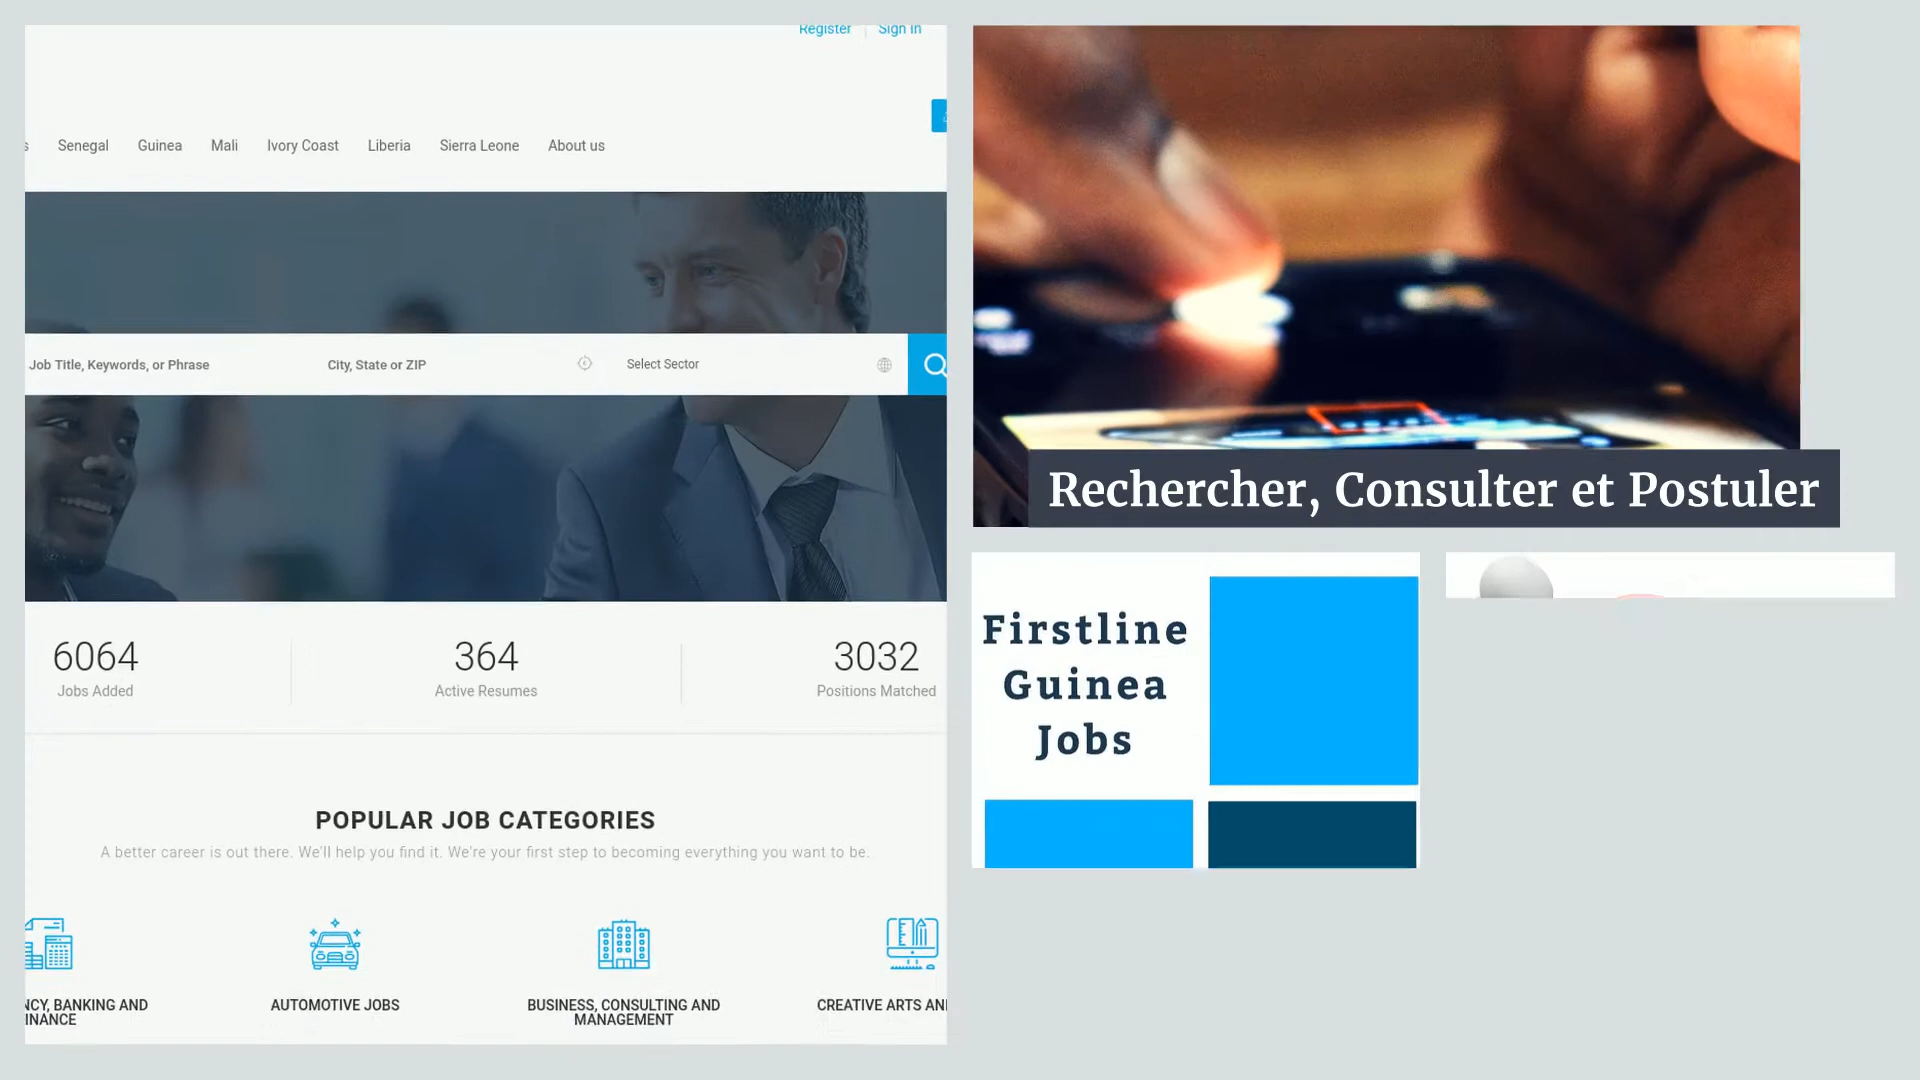 Register
Sign In
Senegal
Guinea
Mali
Ivory Coast
Liberia
Sierra Leone
About us
Job Title, Keywords, or Phrase
City, State or ZIP
Select Sector
6064
Jobs Added
364
Active Resumes
3032
Positions Matched
POPULAR JOB CATEGORIES
A better career is out there. We'll help you find it. We're your first step to becoming everything you want to be.
BANKING AND
AUTOMOTIVE JOBS
BUSINESS, CONSULTING AND
MANAGEMENT
CREATIVE ARTS
Rechercher, Consulter et Postuler
Firstline
Guinea
Jobs